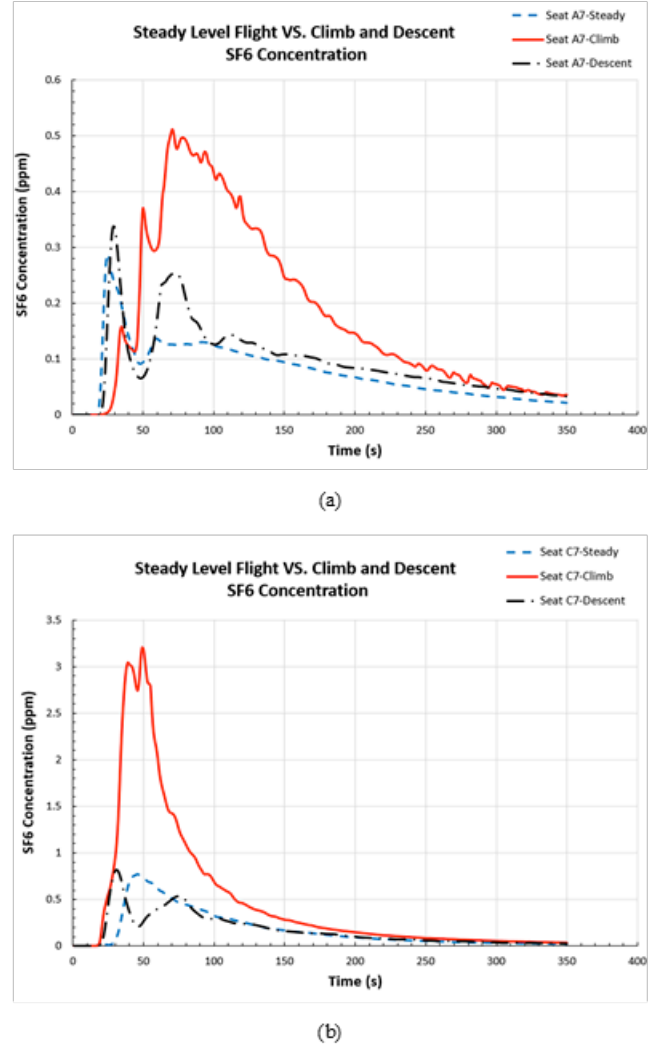 Steady Level Flight VS. Climb and Descent
SF6 Concentration
Seat A7-Steady
Seat A7-Climb
Seat A7-Descent
SF6 Concentration (ppm)
0.6
0.5
0.4
0.3
0.2
0.1
0
0 50 100 150 200 250 300 350 400
Time (s)
(a)
Steady Level Flight VS. Climb and Descent
SF6 Concentration
Seat C7-Steady
Seat C7-Climb
Seat C7-Descent
SF6 Concentration (ppm)
3.5
3
2.5
2
1.5
1
0.5
0
0 50 100 150 200 250 300 350 400
Time (s)
(b)